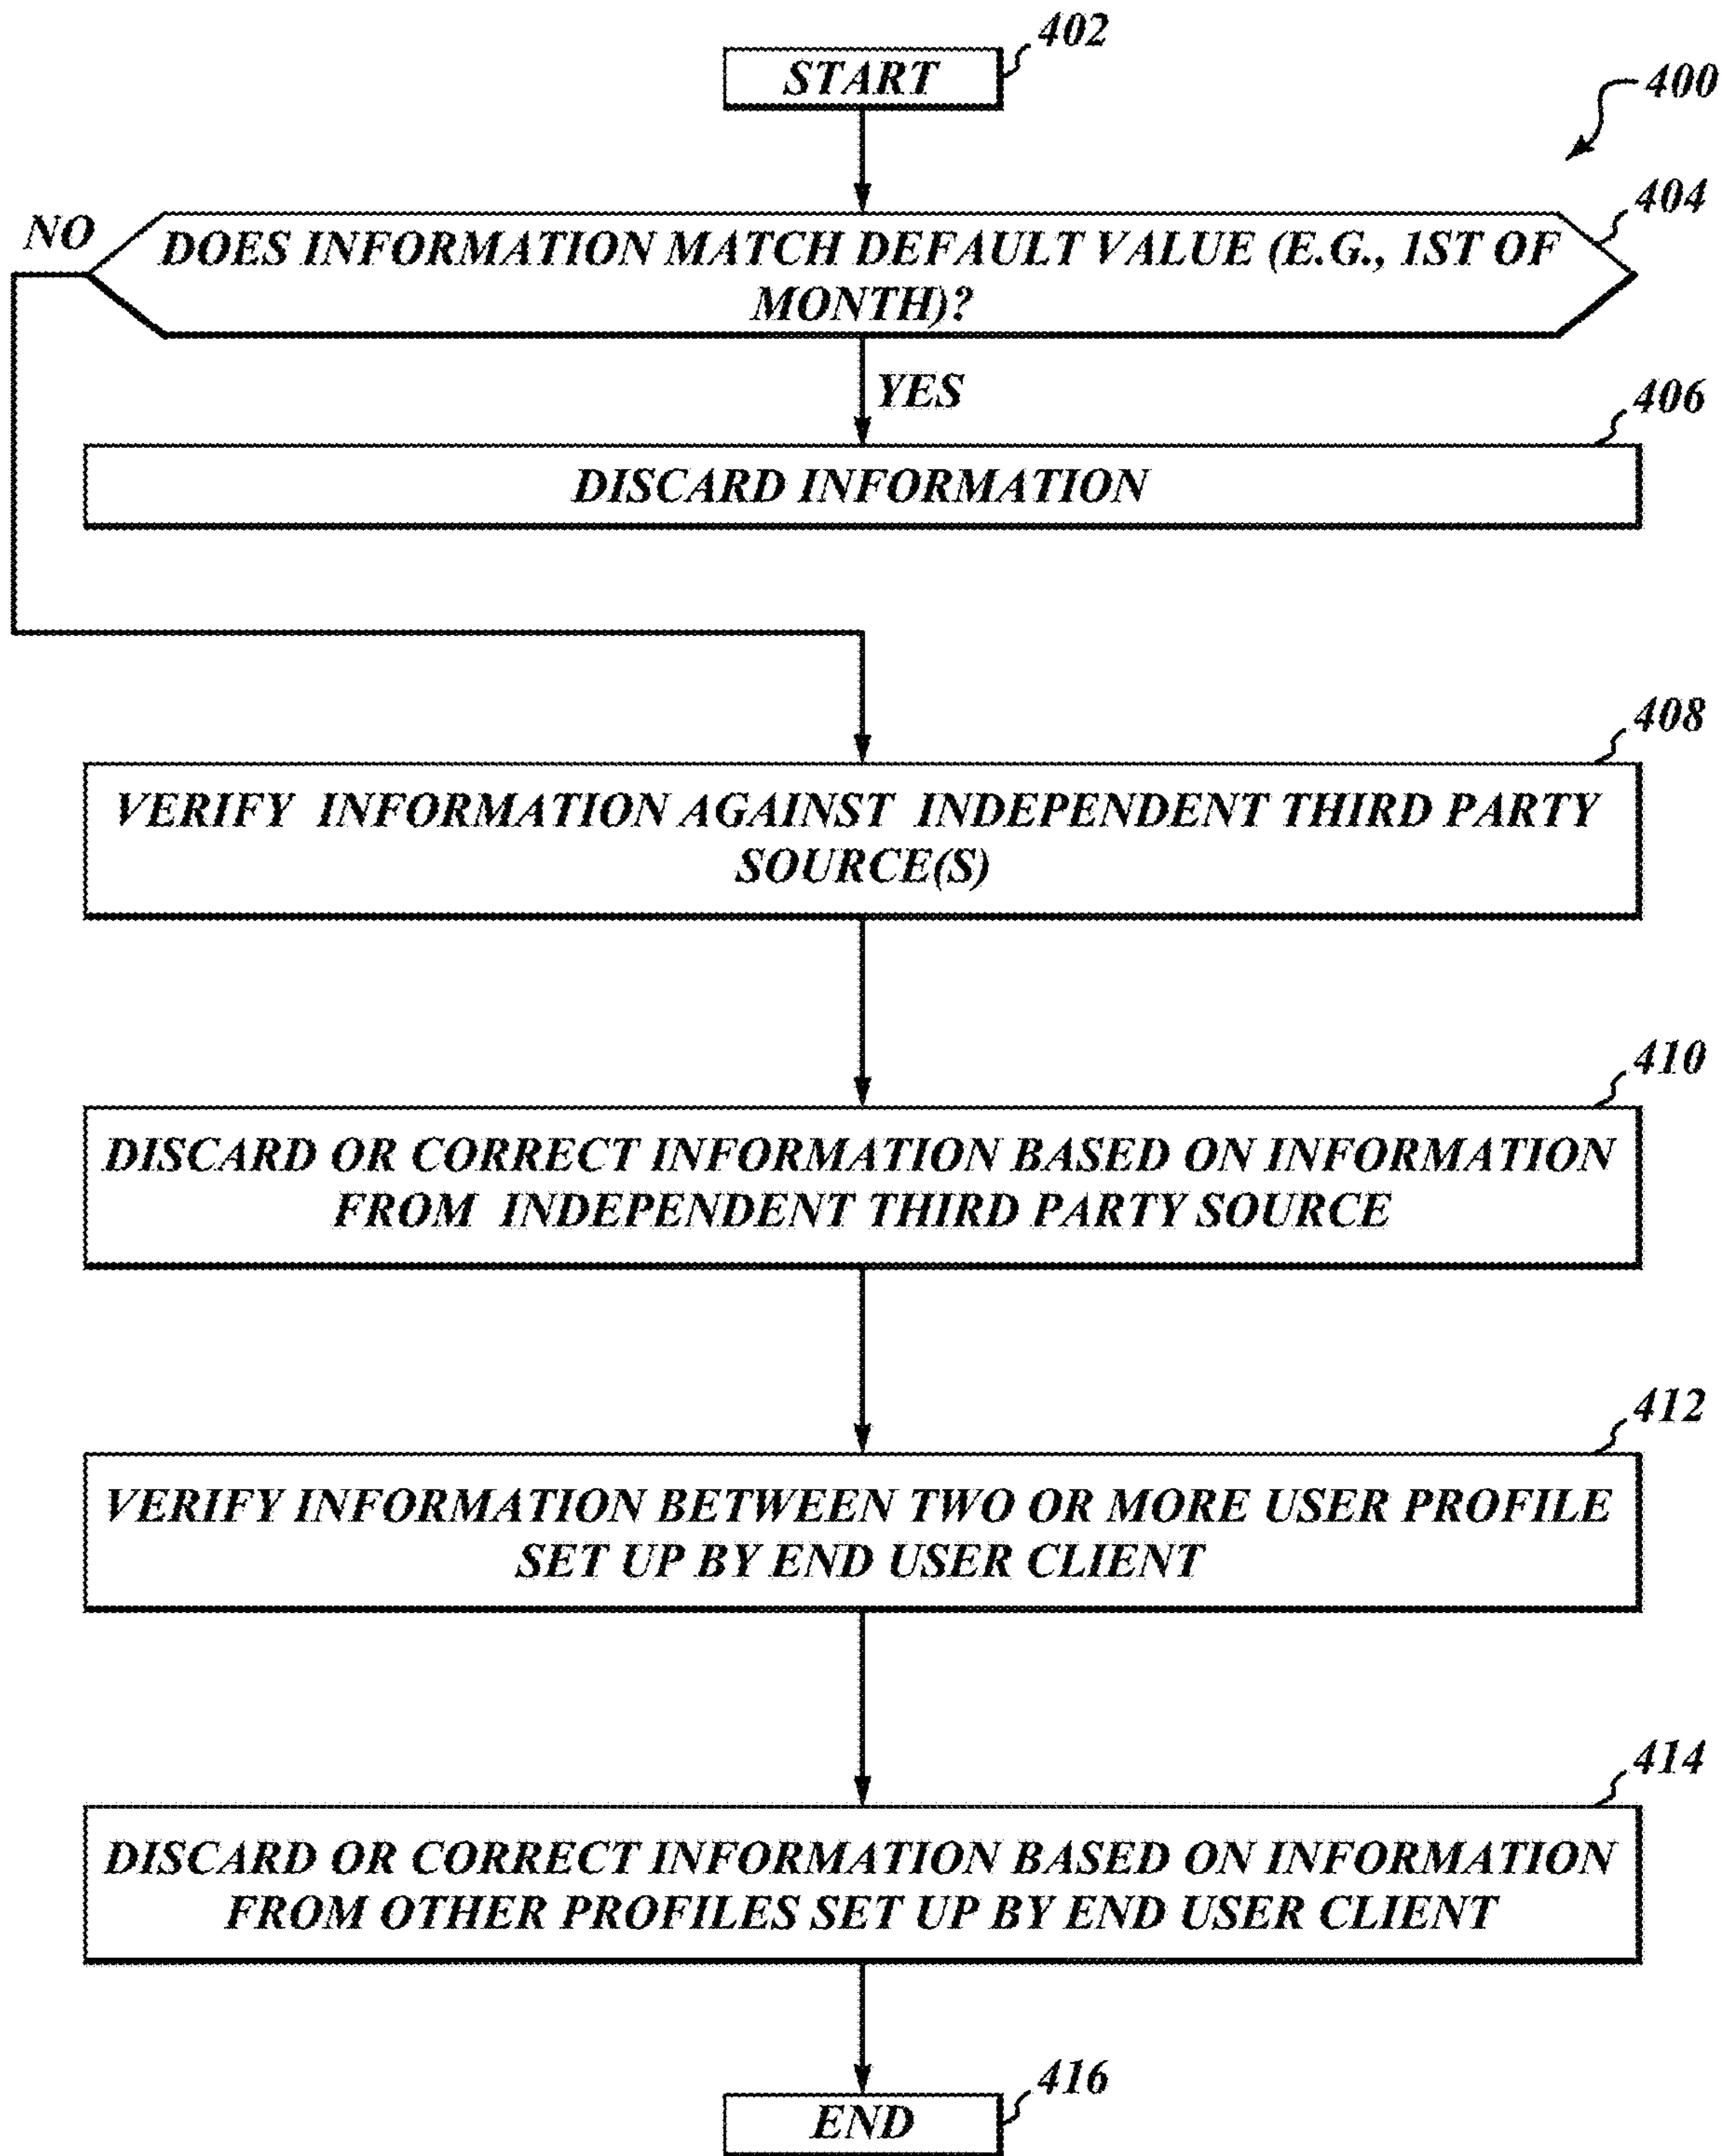 402
START
400
404
NO
DOES INFORMATION MATCH DEFAULT VALUE (E.G., 1ST OF
MONTH)?
YES
406
DISCARD INFORMATION
408
VERIFY INFORMATION AGAINST INDEPENDENT THIRD PARTY
SOURCE(S)
410
DISCARD OR CORRECT INFORMATION BASED ON INFORMATION
FROM INDEPENDENT THIRD PARTY SOURCE
412
VERIFY INFORMATION BETWEEN TWO OR MORE USER PROFILE
SET UP BY END USER CLIENT
414
DISCARD OR CORRECT INFORMATION BASED ON INFORMATION
FROM OTHER PROFILES SET UP BY END USER CLIENT
416
END